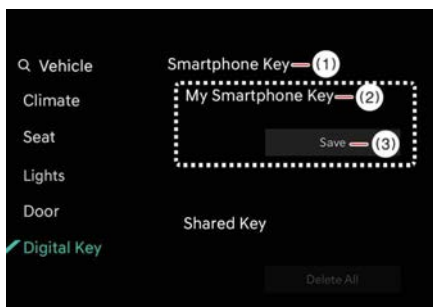 Vehicle
Climate
Seat
Lights
Door
Digital Key
Smartphone Key (1)
My Smartphone Key (2)
Save (3)
Shared Key
Delete All